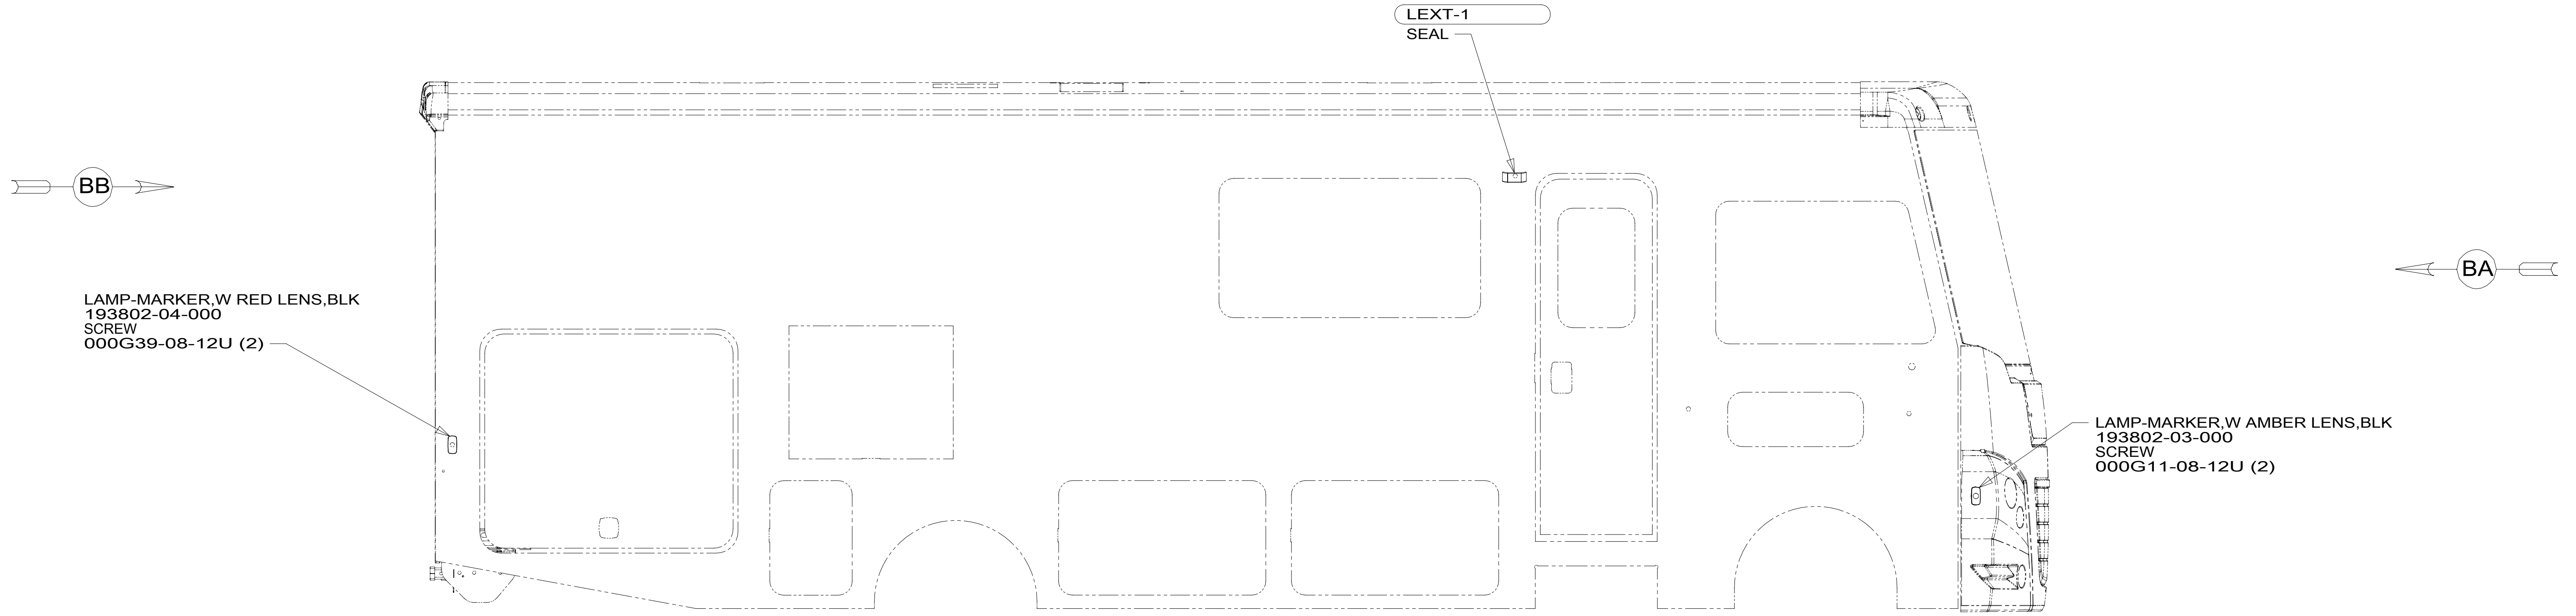 LEXT-1
SEAL
BB
BA
LAMP-MARKER,W RED LENS,BLK
193802-04-000
SCREW
000G39-08-12U (2)
LAMP-MARKER,W AMBER LENS,BLK
193802-03-000
SCREW
000G11-08-12U (2)